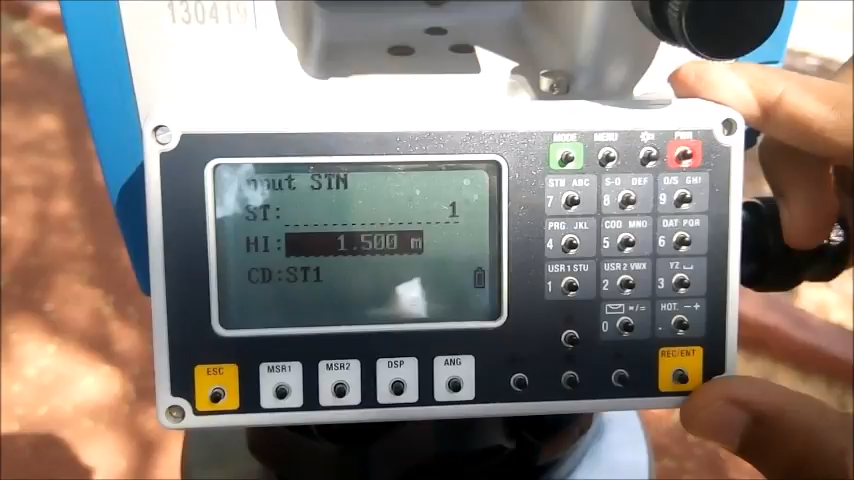 130419
Input STN
ST: 1
HI: 1.500 m
CD:ST1
MODE MENU PWR
STN ABC S-O DEF O/S GHI
7 8 9
PRG JKL COD MNO DAT PQR
4 5 6
USR1 STU USR2 VWX YZ
1 2 3
*/= HOT -+
0 .
ESC MSR1 MSR2 DSP ANG REC/ENT